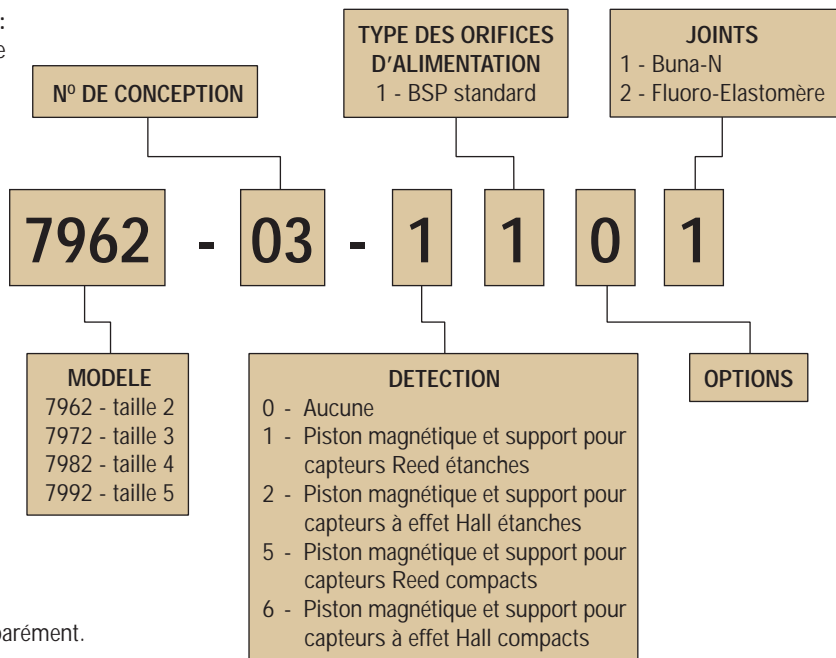 :
e
Nº DE CONCEPTION
TYPE DES ORIFICES
D'ALIMENTATION
1 - BSP standard
JOINTS
1 - Buna-N
2 - Fluoro-Elastomère
7962 - 03 - 1 1 0 1
MODELE
7962 - taille 2
7972 - taille 3
7982 - taille 4
7992 - taille 5
DETECTION
0 - Aucune
1 - Piston magnétique et support pour
capteurs Reed étanches
2 - Piston magnétique et support pour
capteurs à effet Hall étanches
5 - Piston magnétique et support pour
capteurs Reed compacts
6 - Piston magnétique et support pour
capteurs à effet Hall compacts
OPTIONS
parément.